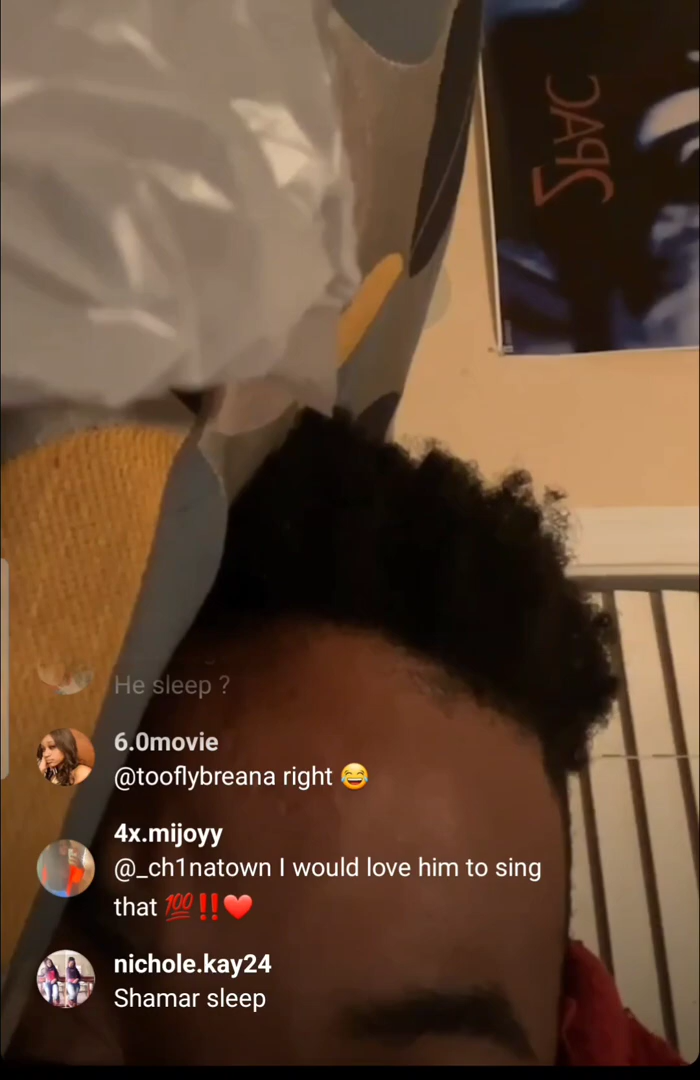 2PAC
He sleep ?
6.0movie
@tooflybreana right 😂
4x.mijoyy
@_ch1natown I would love him to sing
that 💯‼️❤️
nichole.kay24
Shamar sleep